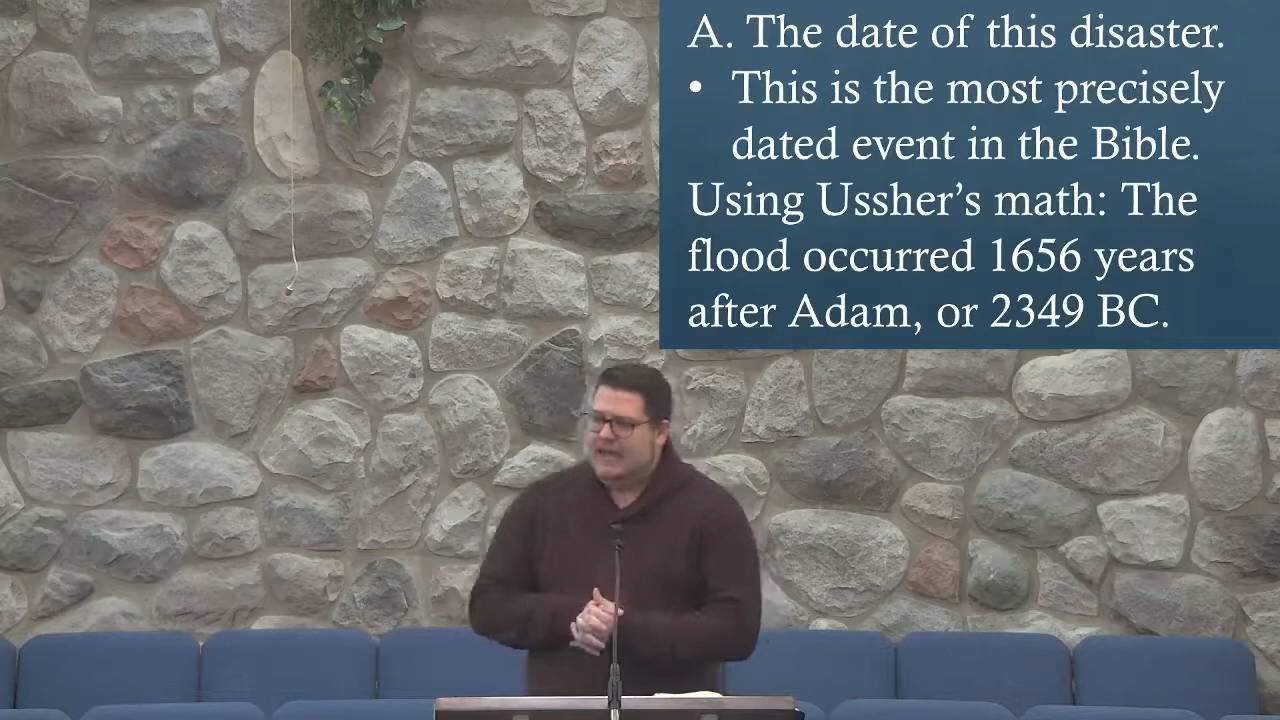 A. The date of this disaster.
• This is the most precisely
dated event in the Bible.
Using Ussher’s math: The
flood occurred 1656 years
after Adam, or 2349 BC.